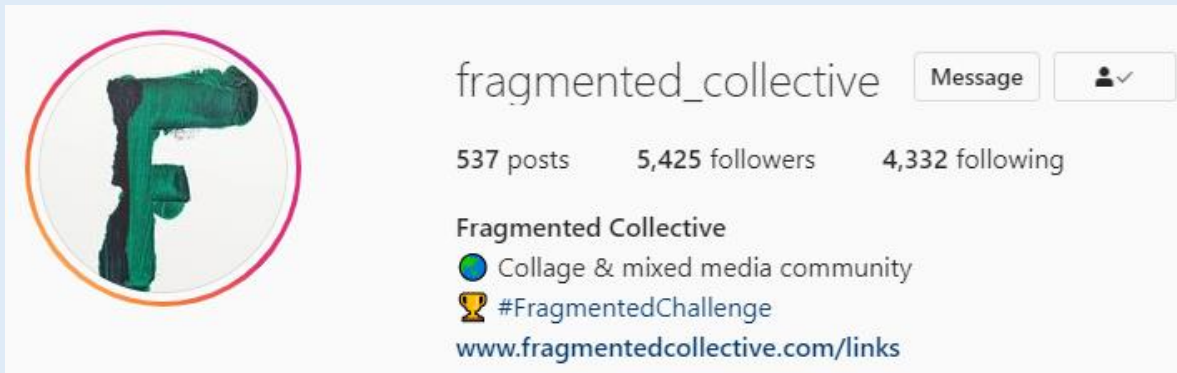 fragmented_collective Message
537 posts 5,425 followers 4,332 following
Fragmented Collective
🌏 Collage & mixed media community
🏆 #FragmentedChallenge
www.fragmentedcollective.com/links